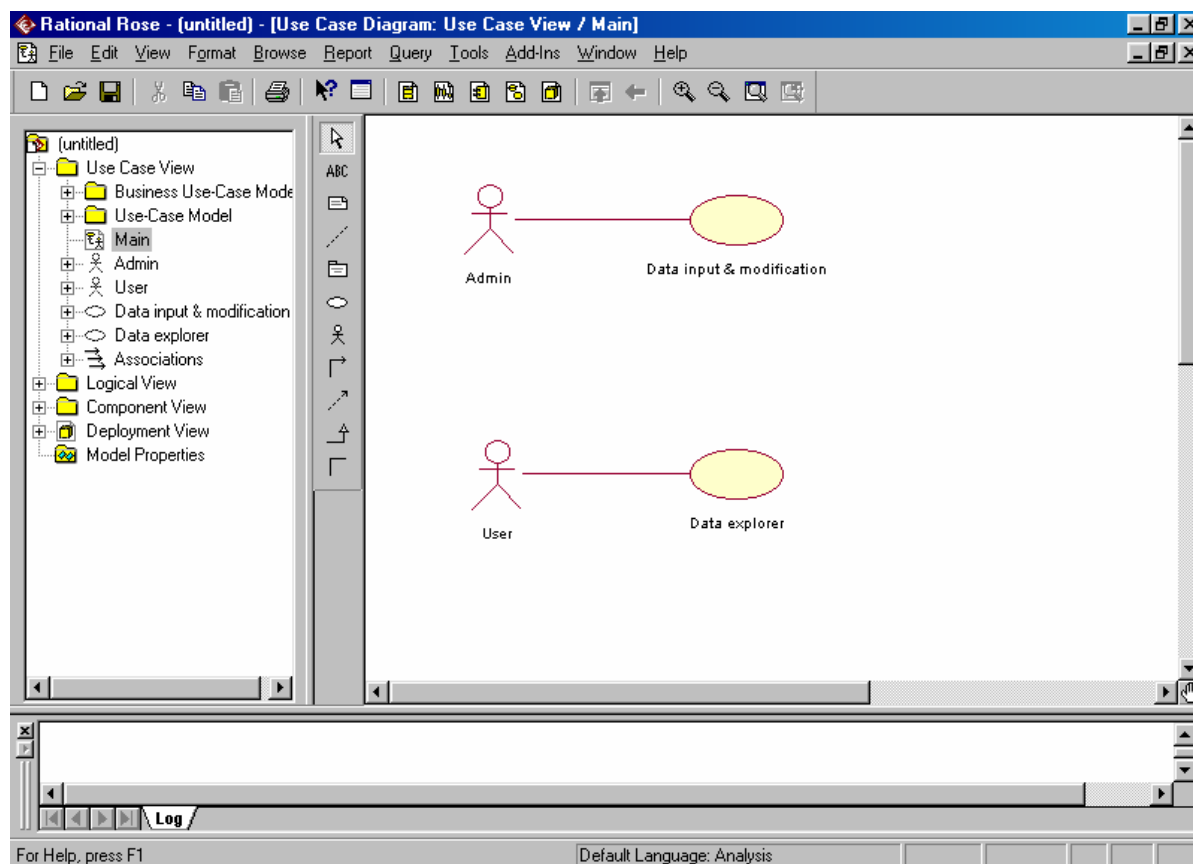 Rational Rose - (untitled) - [Use Case Diagram: Use Case View / Main]
File Edit View Format Browse Report Query Tools Add-Ins Window Help
(untitled)
Use Case View
Business Use-Case Mode
Use-Case Model
Main
Admin
User
Data input & modification
Data explorer
Associations
Logical View
Component View
Deployment View
Model Properties
ABC
Admin
Data input & modification
User
Data explorer
Log
For Help, press F1
Default Language: Analysis